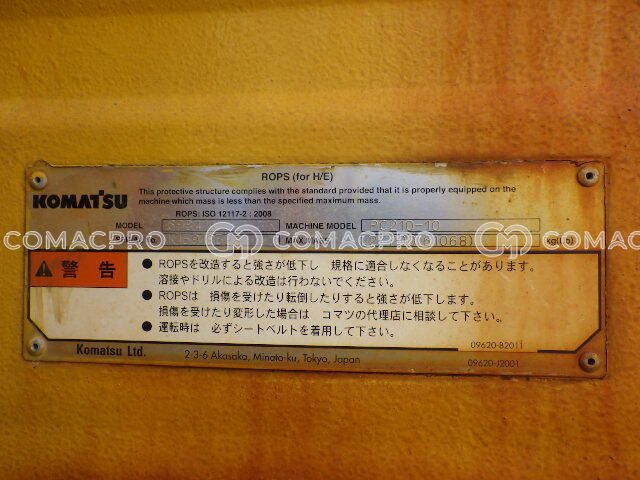 ROPS (for H/E)
KOMATSU
This protective structure complies with the standard provided that it is properly equipped on the
machine which mass is less than the specified maximum mass.
ROPS: ISO 12117-2 : 2008
MODEL
MACHINE MODEL PC210-10
COMACPRO COMACPRO COMACPRO
MAX
kg(Lb)
警告
● ROPSを改造すると強さが低下し 規格に適合しなくなることがあります。
溶接やドリルによる改造は行わないでください。
● ROPSは 損傷を受けたり転倒したりすると強さが低下します。
損傷を受けたり変形した場合は コマツの代理店に相談して下さい。
● 運転時は 必ずシートベルトを着用して下さい。
09620-B2011
Komatsu Ltd. 2-3-6 Akasaka, Minato-ku, Tokyo, Japan
09620-J2001